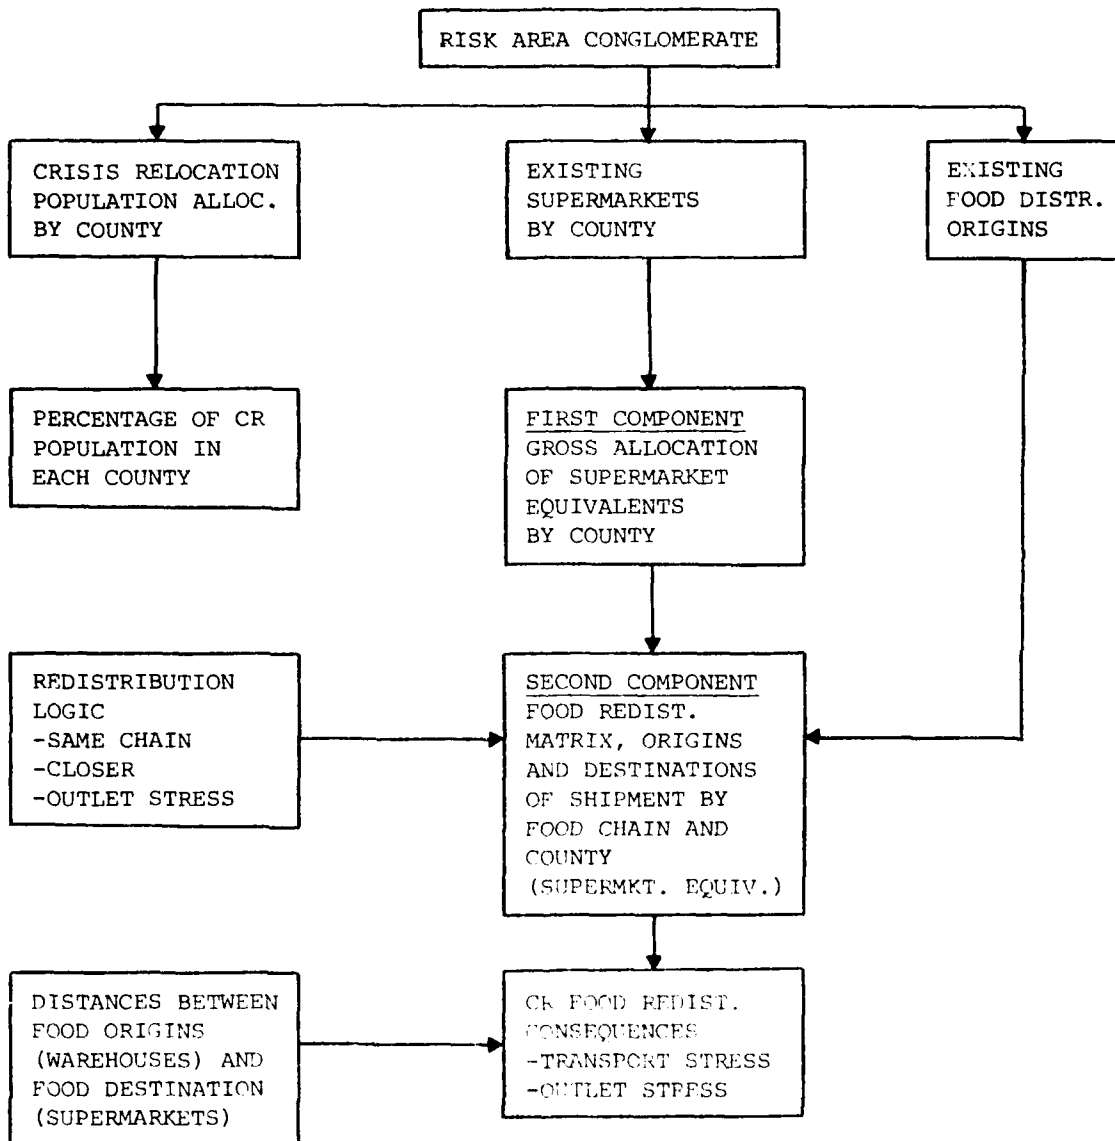 RISK AREA CONGLOMERATE
CRISIS RELOCATION
POPULATION ALLOC.
BY COUNTY
EXISTING
SUPERMARKETS
BY COUNTY
EXISTING
FOOD DISTR.
ORIGINS
PERCENTAGE OF CR
POPULATION IN
EACH COUNTY
FIRST COMPONENT
GROSS ALLOCATION
OF SUPERMARKET
EQUIVALENTS
BY COUNTY
REDISTRIBUTION
LOGIC
-SAME CHAIN
-CLOSER
-OUTLET STRESS
SECOND COMPONENT
FOOD REDIST.
MATRIX, ORIGINS
AND DESTINATIONS
OF SHIPMENT BY
FOOD CHAIN AND
COUNTY
(SUPERMKT. EQUIV.)
DISTANCES BETWEEN
FOOD ORIGINS
(WAREHOUSES) AND
FOOD DESTINATION
(SUPERMARKETS)
CR FOOD REDIST.
CONSEQUENCES
-TRANSPORT STRESS
-OUTLET STRESS